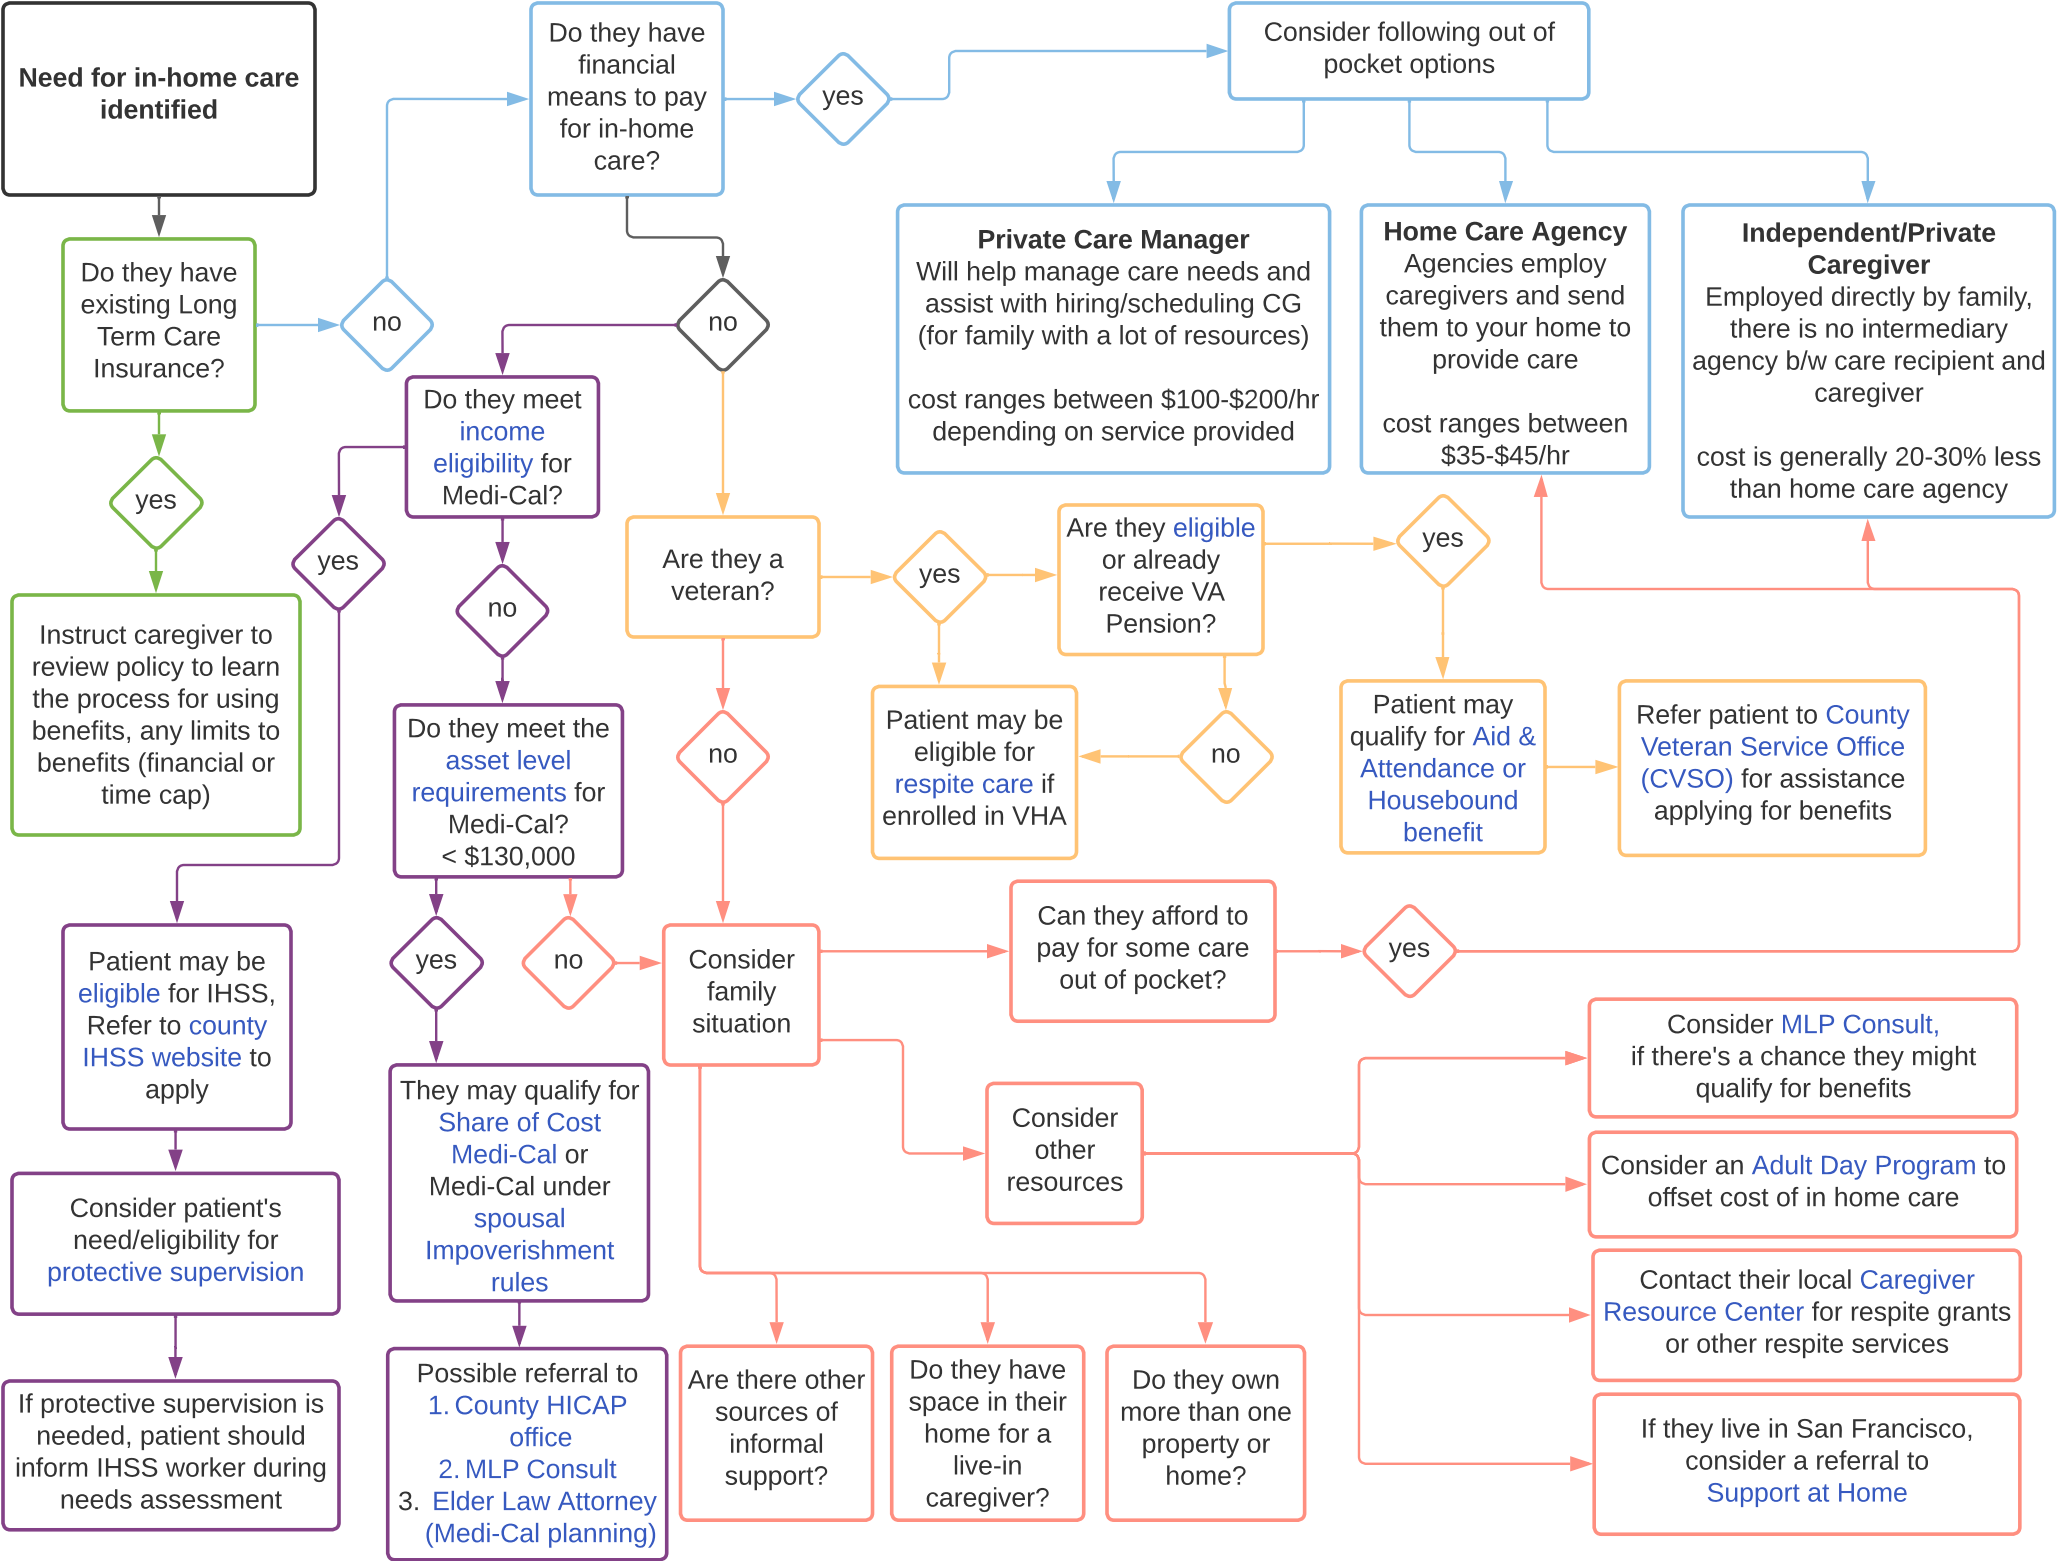 Need for in-home care
identified
Do they have
financial
means to pay
for in-home
care?
yes
Consider following out of
pocket options
Do they have
existing Long
Term Care
Insurance?
no
no
Private Care Manager
Will help manage care needs and
assist with hiring/scheduling CG
(for family with a lot of resources)
cost ranges between $100-$200/hr
depending on service provided
Home Care Agency
Agencies employ
caregivers and send
them to your home to
provide care
cost ranges between
$35-$45/hr
Independent/Private
Caregiver
Employed directly by family,
there is no intermediary
agency b/w care recipient and
caregiver
cost is generally 20-30% less
than home care agency
yes
Instruct caregiver to
review policy to learn
the process for using
benefits, any limits to
benefits (financial or
time cap)
Do they meet
income
eligibility for
Medi-Cal?
yes
no
Are they a
veteran?
yes
Are they eligible
or already
receive VA
Pension?
yes
Do they meet the
asset level
requirements for
Medi-Cal?
< $130,000
no
Patient may be
eligible for
respite care if
enrolled in VHA
no
Patient may
qualify for Aid &
Attendance or
Housebound
benefit
Refer patient to County
Veteran Service Office
(CVSO) for assistance
applying for benefits
Patient may be
eligible for IHSS,
Refer to county
IHSS website to
apply
yes
no
Consider
family
situation
Can they afford to
pay for some care
out of pocket?
yes
They may qualify for
Share of Cost
Medi-Cal or
Medi-Cal under
spousal
Impoverishment
rules
Consider
other
resources
Consider MLP Consult,
if there's a chance they might
qualify for benefits
Consider an Adult Day Program to
offset cost of in home care
Contact their local Caregiver
Resource Center for respite grants
or other respite services
If they live in San Francisco,
consider a referral to
Support at Home
Consider patient's
need/eligibility for
protective supervision
If protective supervision is
needed, patient should
inform IHSS worker during
needs assessment
Possible referral to
1. County HICAP
office
2. MLP Consult
3. Elder Law Attorney
(Medi-Cal planning)
Are there other
sources of
informal
support?
Do they have
space in their
home for a
live-in
caregiver?
Do they own
more than one
property or
home?